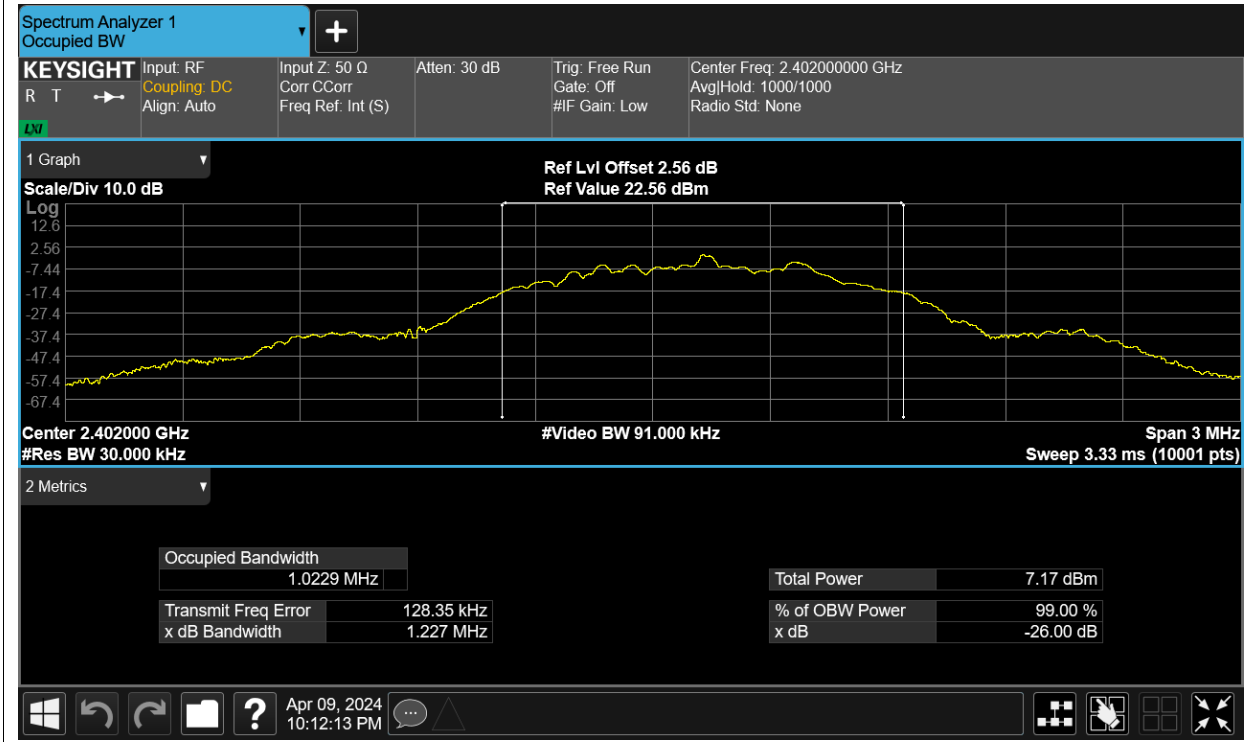 Spectrum Analyzer 1
Occupied BW
KEYSIGHT
R T
LXI
Input: RF
Coupling: DC
Align: Auto
Input Z: 50 Ω
Corr CCorr
Freq Ref: Int (S)
Atten: 30 dB
Trig: Free Run
Gate: Off
#IF Gain: Low
Center Freq: 2.402000000 GHz
Avg|Hold: 1000/1000
Radio Std: None
1 Graph
Scale/Div 10.0 dB
Ref Lvl Offset 2.56 dB
Ref Value 22.56 dBm
Log
12.6
2.56
-7.44
-17.4
-27.4
-37.4
-47.4
-57.4
-67.4
Center 2.402000 GHz
#Res BW 30.000 kHz
#Video BW 91.000 kHz
Span 3 MHz
Sweep 3.33 ms (10001 pts)
2 Metrics
Occupied Bandwidth
1.0229 MHz
Transmit Freq Error 128.35 kHz
x dB Bandwidth 1.227 MHz
Total Power 7.17 dBm
% of OBW Power 99.00 %
x dB -26.00 dB
?
Apr 09, 2024
10:12:13 PM